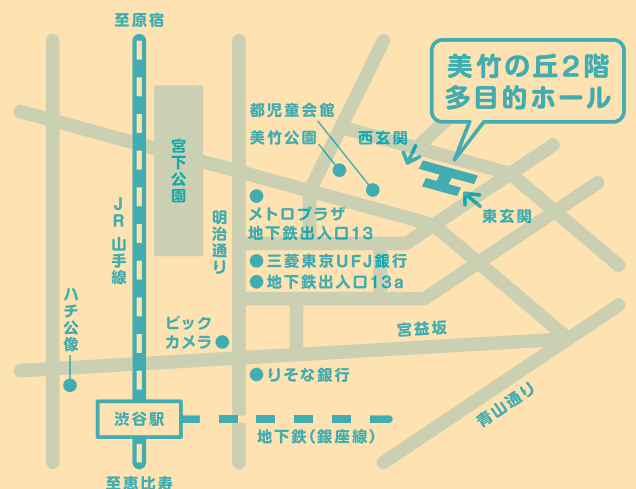 至原宿
美竹の丘2階
多目的ホール
都児童会館
美竹公園
西玄関
宮下公園
JR 山手線
明治通り
メトロプラザ
地下鉄出入口13
東玄関
三菱東京UFJ銀行
地下鉄出入口13a
ハチ公像
ビック
カメラ
宮益坂
りそな銀行
青山通り
渋谷駅
地下鉄(銀座線)
至恵比寿